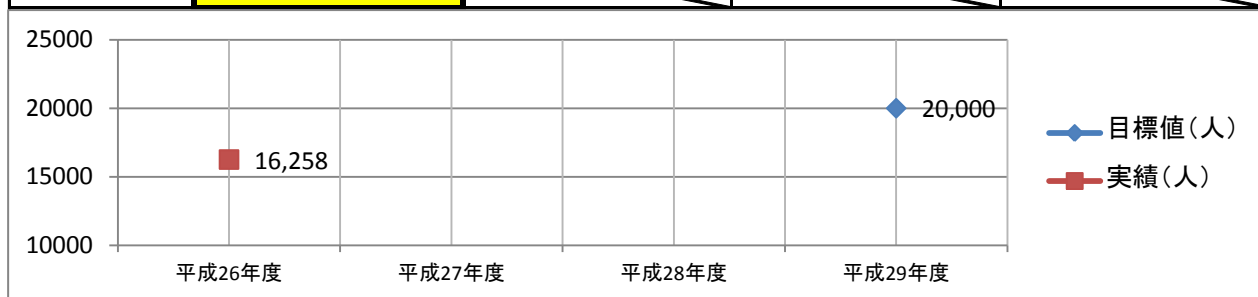 25000
20000
15000
10000
20,000
16,258
平成26年度
平成27年度
平成28年度
平成29年度
目標値（人）
実績（人）